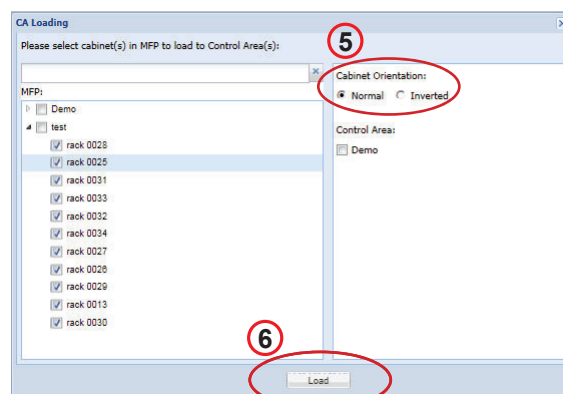 CA Loading
Please select cabinet(s) in MFP to load to Control Area(s):
5
MFP:
Demo
test
rack 0028
rack 0025
rack 0031
rack 0033
rack 0032
rack 0034
rack 0027
rack 0026
rack 0029
rack 0013
rack 0030
Cabinet Orientation:
Normal Inverted
Control Area:
Demo
6
Load